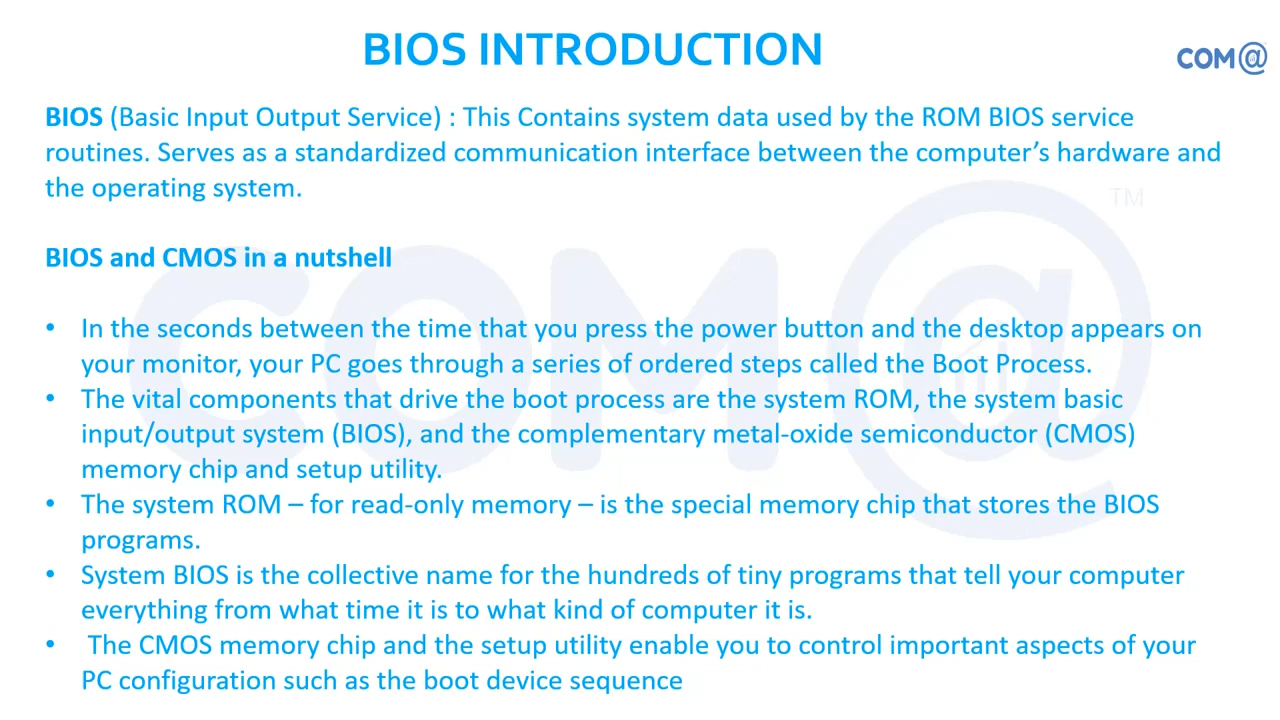 BIOS INTRODUCTION
COM@
BIOS (Basic Input Output Service) : This Contains system data used by the ROM BIOS service
routines. Serves as a standardized communication interface between the computer’s hardware and
the operating system.
TM
BIOS and CMOS in a nutshell
COM@
• In the seconds between the time that you press the power button and the desktop appears on
your monitor, your PC goes through a series of ordered steps called the Boot Process.
• The vital components that drive the boot process are the system ROM, the system basic
input/output system (BIOS), and the complementary metal-oxide semiconductor (CMOS)
memory chip and setup utility.
• The system ROM – for read-only memory – is the special memory chip that stores the BIOS
programs.
• System BIOS is the collective name for the hundreds of tiny programs that tell your computer
everything from what time it is to what kind of computer it is.
• The CMOS memory chip and the setup utility enable you to control important aspects of your
PC configuration such as the boot device sequence